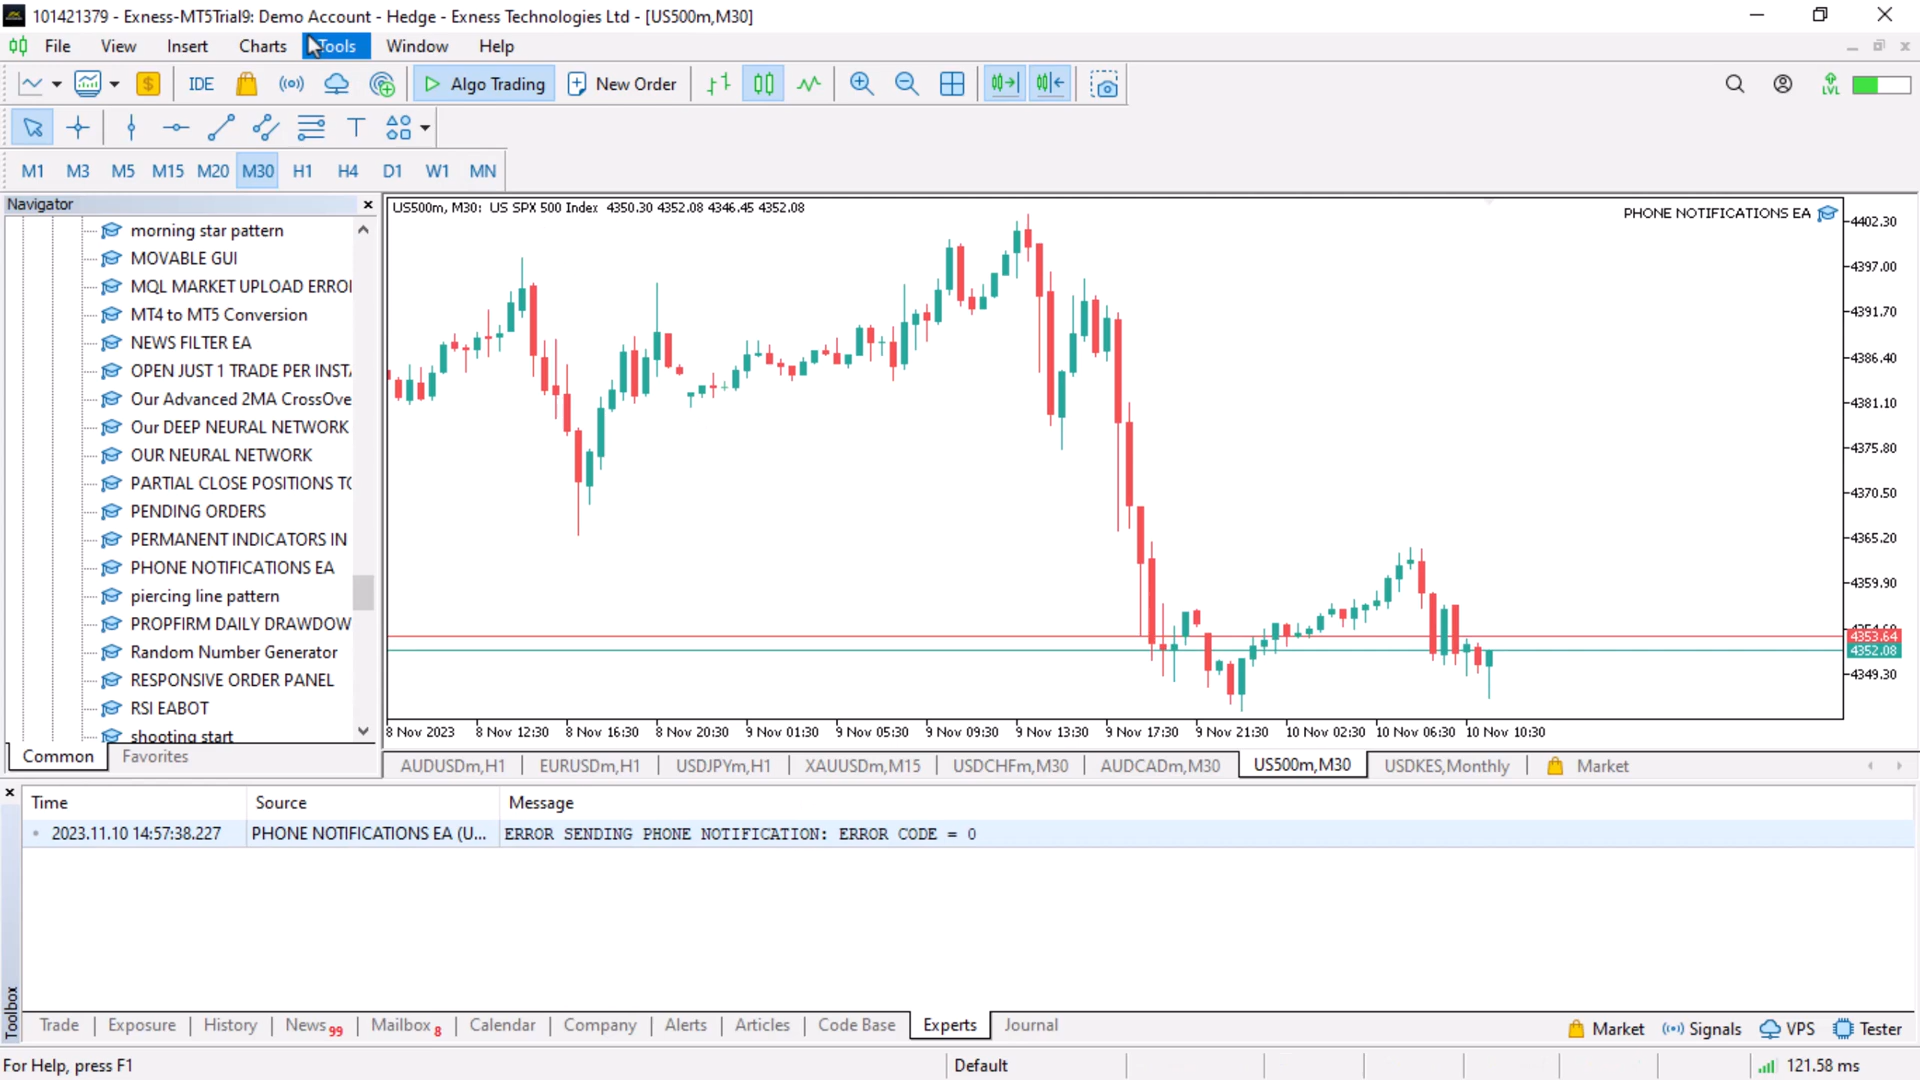 101421379 - Exness-MT5Trial9: Demo Account - Hedge - Exness Technologies Ltd - [US500m,M30]
File View Insert Charts Tools Window Help
IDE Algo Trading New Order LVL
T
M1 M3 M5 M15 M20 M30 H1 H4 D1 W1 MN
Navigator
morning star pattern
MOVABLE GUI
MQL MARKET UPLOAD ERROI
MT4 to MT5 Conversion
NEWS FILTER EA
OPEN JUST 1 TRADE PER INST
Our Advanced 2MA CrossOve
Our DEEP NEURAL NETWORK
OUR NEURAL NETWORK
PARTIAL CLOSE POSITIONS TO
PENDING ORDERS
PERMANENT INDICATORS IN
PHONE NOTIFICATIONS EA
piercing line pattern
PROPFIRM DAILY DRAWDOW
Random Number Generator
RESPONSIVE ORDER PANEL
RSI EABOT
shooting start
Common Favorites
US500m, M30: US SPX 500 Index 4350.30 4352.08 4346.45 4352.08
PHONE NOTIFICATIONS EA
4402.30
4397.00
4391.70
4386.40
4381.10
4375.80
4370.50
4365.20
4359.90
4354.60
4353.64
4352.08
4349.30
8 Nov 2023 8 Nov 12:30 8 Nov 16:30 8 Nov 20:30 9 Nov 01:30 9 Nov 05:30 9 Nov 09:30 9 Nov 13:30 9 Nov 17:30 9 Nov 21:30 10 Nov 02:30 10 Nov 06:30 10 Nov 10:30
AUDUSDm,H1 EURUSDm,H1 USDJPYm,H1 XAUUSDm,M15 USDCHFm,M30 AUDCADm,M30 US500m,M30 USDKES,Monthly Market
Time Source Message
2023.11.10 14:57:38.227 PHONE NOTIFICATIONS EA (U... ERROR SENDING PHONE NOTIFICATION: ERROR CODE = 0
Toolbox
Trade Exposure History News 99 Mailbox 8 Calendar Company Alerts Articles Code Base Experts Journal Market Signals VPS Tester
For Help, press F1 Default 121.58 ms